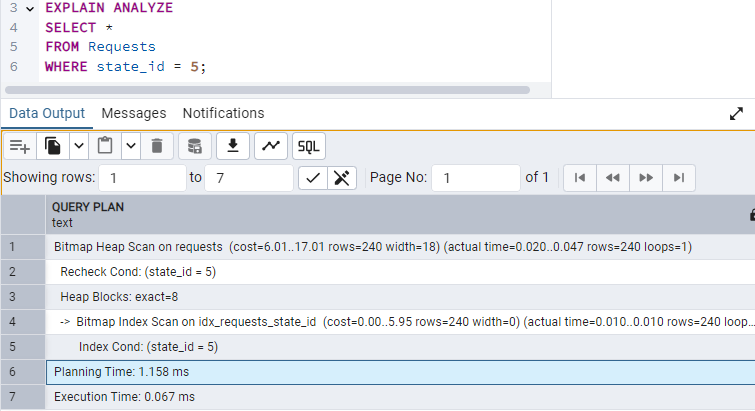 3 EXPLAIN ANALYZE
4 SELECT *
5 FROM Requests
6 WHERE state_id = 5;
Data Output Messages Notifications
SQL
Showing rows: 1 to 7 Page No: 1 of 1
QUERY PLAN
text
1 Bitmap Heap Scan on requests (cost=6.01..17.01 rows=240 width=18) (actual time=0.020..0.047 rows=240 loops=1)
2 Recheck Cond: (state_id = 5)
3 Heap Blocks: exact=8
4 -> Bitmap Index Scan on idx_requests_state_id (cost=0.00..5.95 rows=240 width=0) (actual time=0.010..0.010 rows=240 loop...
5 Index Cond: (state_id = 5)
6 Planning Time: 1.158 ms
7 Execution Time: 0.067 ms